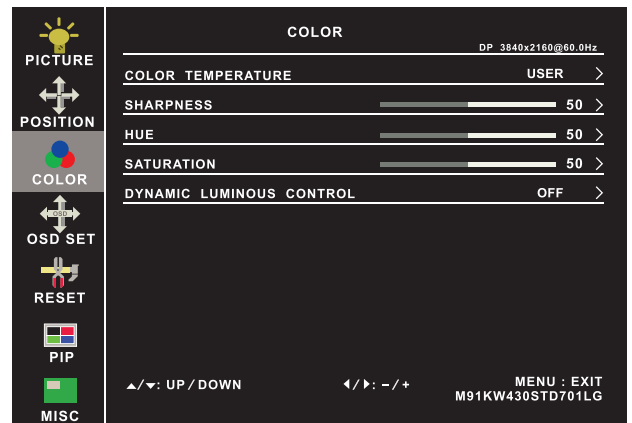 PICTURE
POSITION
COLOR
OSD
OSD SET
RESET
PIP
MISC
COLOR
DP 3840x2160@60.0Hz
COLOR TEMPERATURE USER
SHARPNESS 50
HUE 50
SATURATION 50
DYNAMIC LUMINOUS CONTROL OFF
▲/▼: UP / DOWN ◀/▶: – / + MENU : EXIT
M91KW430STD701LG